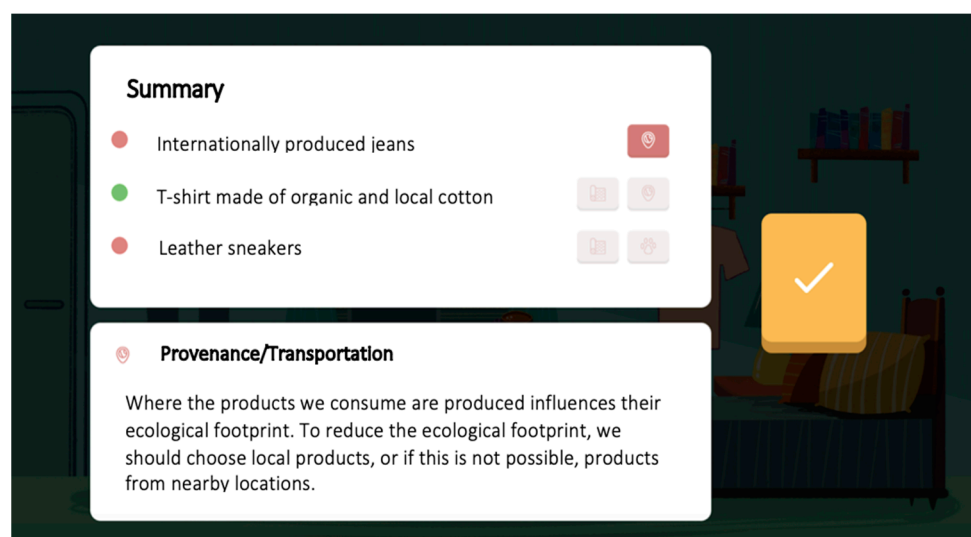 Summary
Internationally produced jeans
T-shirt made of organic and local cotton
Leather sneakers
Provenance/Transportation
Where the products we consume are produced influences their
ecological footprint. To reduce the ecological footprint, we
should choose local products, or if this is not possible, products
from nearby locations.